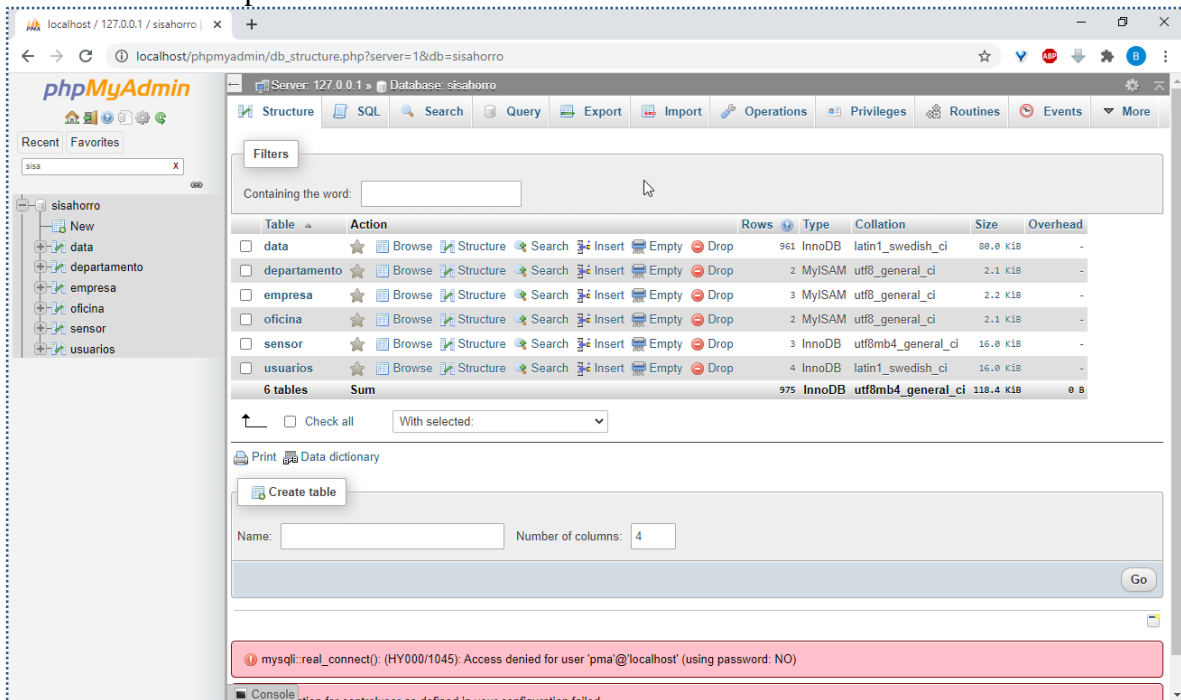 localhost / 127.0.0.1 / sisahorro |
localhost/phpmyadmin/db_structure.php?server=1&db=sisahorro
phpMyAdmin
Recent Favorites
sisa X
sisahorro
New
data
departamento
empresa
oficina
sensor
usuarios
Server: 127.0.0.1 » Database: sisahorro
Structure SQL Search Query Export Import Operations Privileges Routines Events More
Filters
Containing the word:
Table Action Rows Type Collation Size Overhead
data Browse Structure Search Insert Empty Drop 961 InnoDB latin1_swedish_ci 80.0 KiB -
departamento Browse Structure Search Insert Empty Drop 2 MyISAM utf8_general_ci 2.1 KiB -
empresa Browse Structure Search Insert Empty Drop 3 MyISAM utf8_general_ci 2.2 KiB -
oficina Browse Structure Search Insert Empty Drop 2 MyISAM utf8_general_ci 2.1 KiB -
sensor Browse Structure Search Insert Empty Drop 3 InnoDB utf8mb4_general_ci 16.0 KiB -
usuarios Browse Structure Search Insert Empty Drop 4 InnoDB latin1_swedish_ci 16.0 KiB -
6 tables Sum 975 InnoDB utf8mb4_general_ci 118.4 KiB 0 B
Check all With selected:
Print Data dictionary
Create table
Name: Number of columns: 4
Go
mysqli::real_connect(): (HY000/1045): Access denied for user 'pma'@'localhost' (using password: NO)
Console